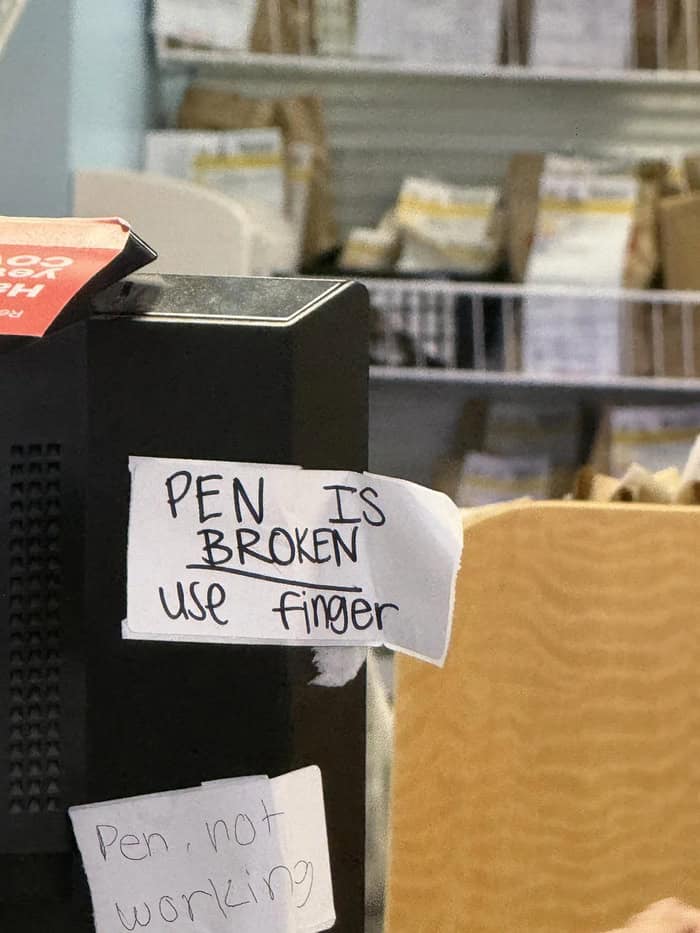 PEN IS
BROKEN
use finger
Pen, not
working